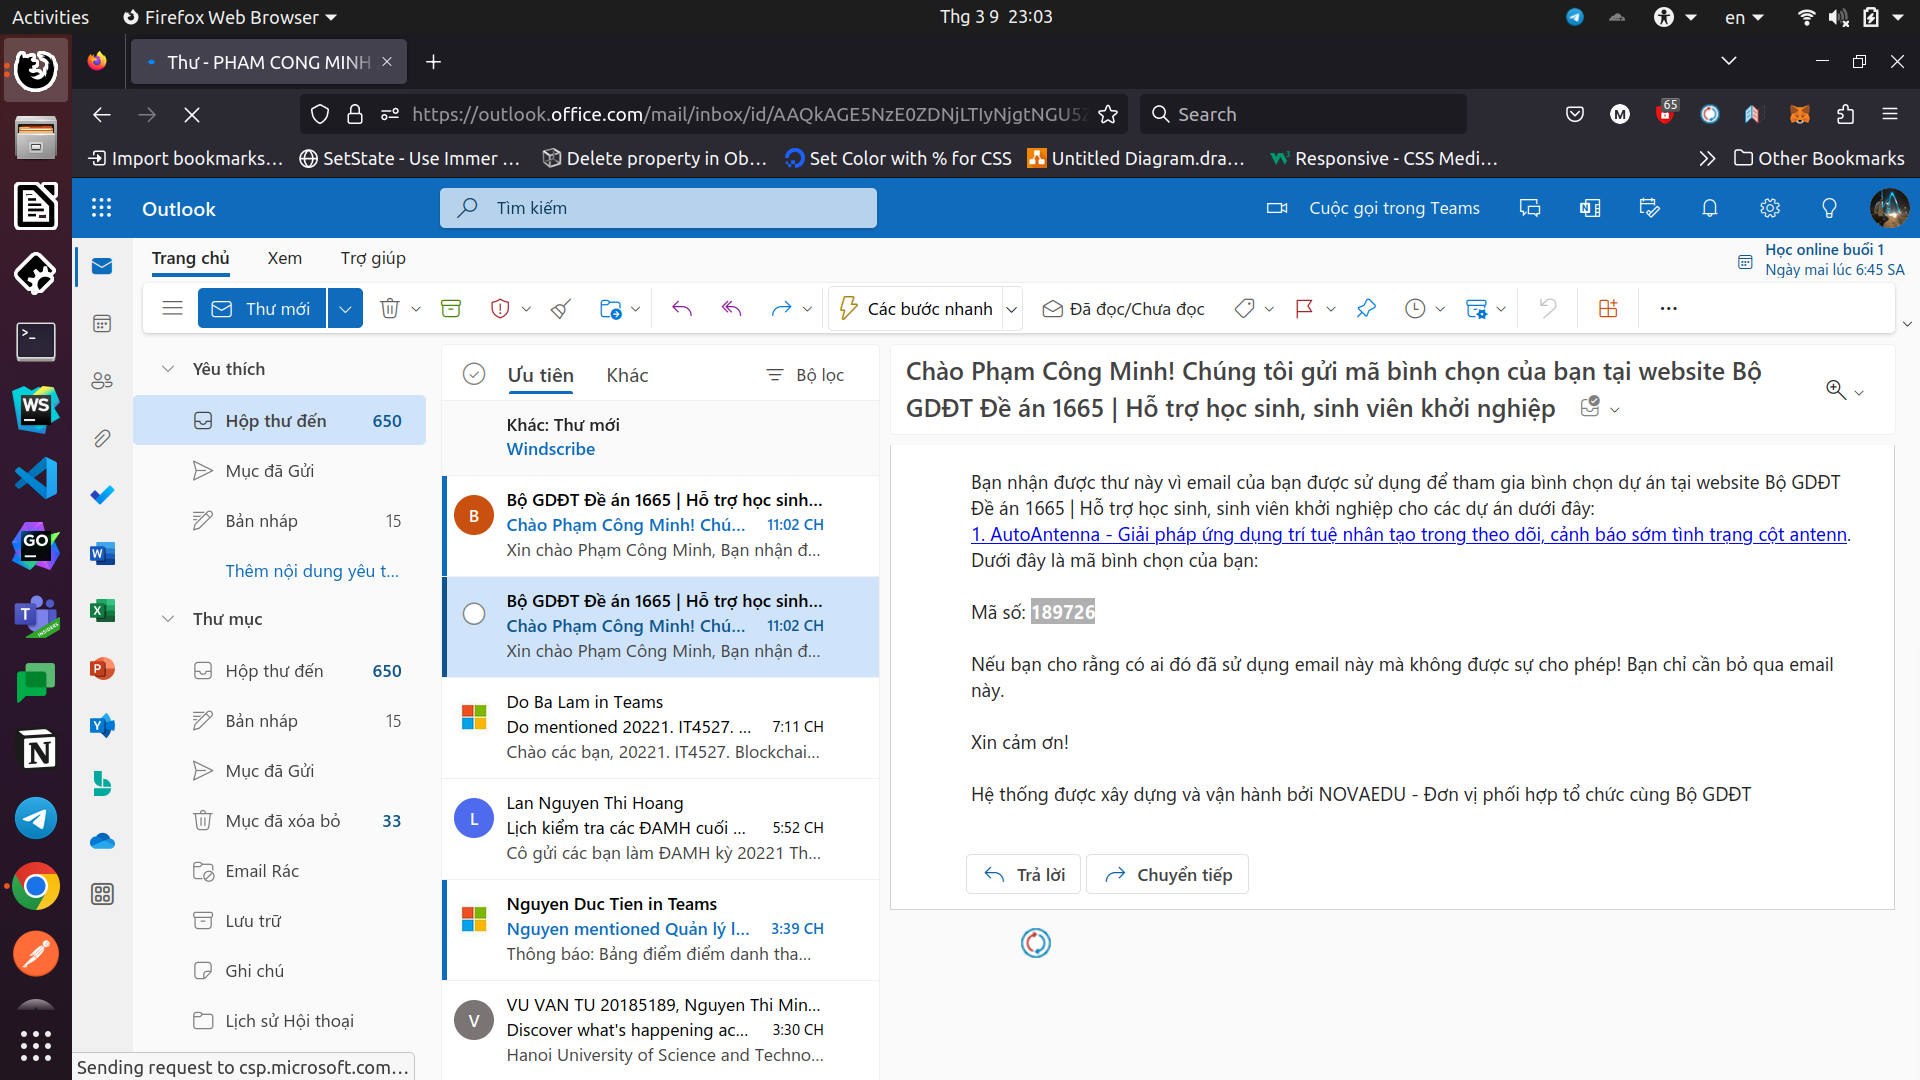 Activities
Firefox Web Browser
Thg 3 9 23:03
en
Thư - PHAM CONG MINH
https://outlook.office.com/mail/inbox/id/AAQkAGE5NzE0ZDNjLTIyNjgtNGU5Z
Search
65
Import bookmarks...
SetState - Use Immer ...
Delete property in Ob...
Set Color with % for CSS
Untitled Diagram.dra...
Responsive - CSS Medi...
Other Bookmarks
Outlook
Tìm kiếm
Cuộc gọi trong Teams
Trang chủ
Xem
Trợ giúp
Học online buổi 1
Ngày mai lúc 6:45 SA
Thư mới
Các bước nhanh
Đã đọc/Chưa đọc
Yêu thích
Hộp thư đến 650
Mục đã Gửi
Bản nháp 15
Thêm nội dung yêu t...
Thư mục
Hộp thư đến 650
Bản nháp 15
Mục đã Gửi
Mục đã xóa bỏ 33
Email Rác
Lưu trữ
Ghi chú
Lịch sử Hội thoại
Ưu tiên
Khác
Bộ lọc
Khác: Thư mới
Windscribe
B
Bộ GDĐT Đề án 1665 | Hỗ trợ học sinh...
Chào Phạm Công Minh! Chú... 11:02 CH
Xin chào Phạm Công Minh, Bạn nhận đ...
Bộ GDĐT Đề án 1665 | Hỗ trợ học sinh...
Chào Phạm Công Minh! Chú... 11:02 CH
Xin chào Phạm Công Minh, Bạn nhận đ...
Do Ba Lam in Teams
Do mentioned 20221. IT4527. ... 7:11 CH
Chào các bạn, 20221. IT4527. Blockchai...
L
Lan Nguyen Thi Hoang
Lịch kiểm tra các ĐAMH cuối ... 5:52 CH
Cô gửi các bạn làm ĐAMH kỳ 20221 Th...
Nguyen Duc Tien in Teams
Nguyen mentioned Quản lý l... 3:39 CH
Thông báo: Bảng điểm điểm danh tha...
V
VU VAN TU 20185189, Nguyen Thi Min...
Discover what's happening ac... 3:30 CH
Hanoi University of Science and Techno...
Chào Phạm Công Minh! Chúng tôi gửi mã bình chọn của bạn tại website Bộ
GDĐT Đề án 1665 | Hỗ trợ học sinh, sinh viên khởi nghiệp
Bạn nhận được thư này vì email của bạn được sử dụng để tham gia bình chọn dự án tại website Bộ GDĐT
Đề án 1665 | Hỗ trợ học sinh, sinh viên khởi nghiệp cho các dự án dưới đây:
1. AutoAntenna - Giải pháp ứng dụng trí tuệ nhân tạo trong theo dõi, cảnh báo sớm tình trạng cột antenn.
Dưới đây là mã bình chọn của bạn:
Mã số: 189726
Nếu bạn cho rằng có ai đó đã sử dụng email này mà không được sự cho phép! Bạn chỉ cần bỏ qua email
này.
Xin cảm ơn!
Hệ thống được xây dựng và vận hành bởi NOVAEDU - Đơn vị phối hợp tổ chức cùng Bộ GDĐT
Trả lời
Chuyển tiếp
Sending request to csp.microsoft.com...